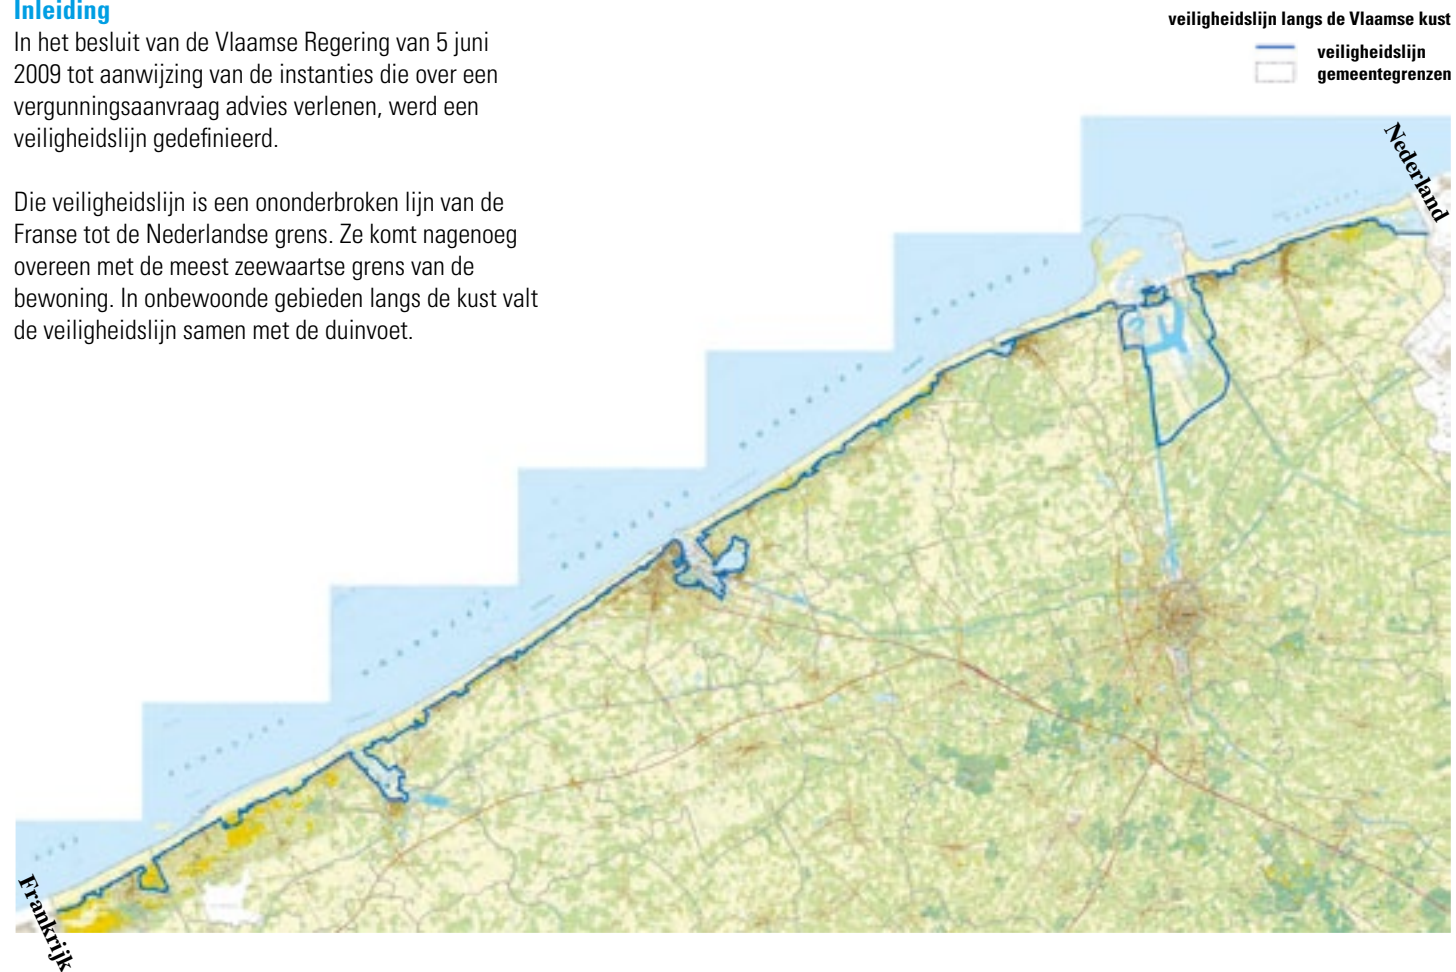 Inleiding
In het besluit van de Vlaamse Regering van 5 juni
2009 tot aanwijzing van de instanties die over een
vergunningsaanvraag advies verlenen, werd een
veiligheidslijn gedefinieerd.
Die veiligheidslijn is een ononderbroken lijn van de
Franse tot de Nederlandse grens. Ze komt nagenoeg
overeen met de meest zeewaartse grens van de
bewoning. In onbewoonde gebieden langs de kust valt
de veiligheidslijn samen met de duinvoet.
veiligheidslijn langs de Vlaamse kust
veiligheidslijn
gemeentegrenzen
Nederland
Frankrijk